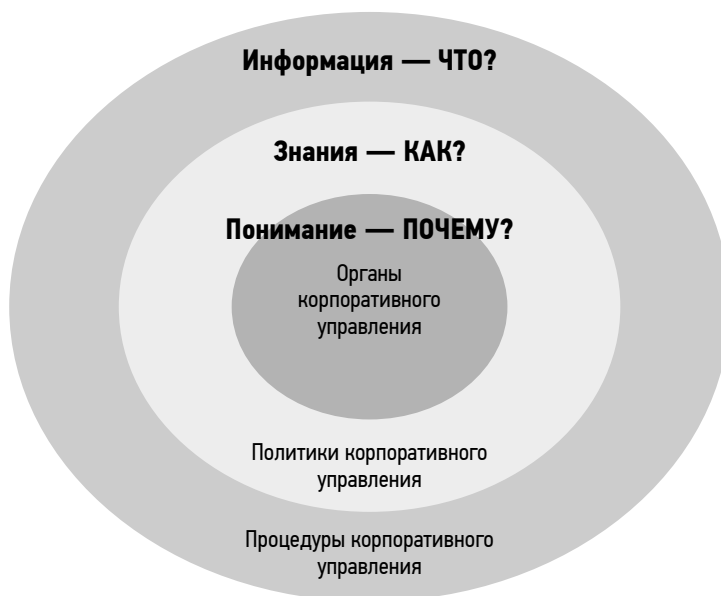 Информация — ЧТО?
Знания — КАК?
Понимание — ПОЧЕМУ?
Органы
корпоративного
управления
Политики корпоративного
управления
Процедуры корпоративного
управления